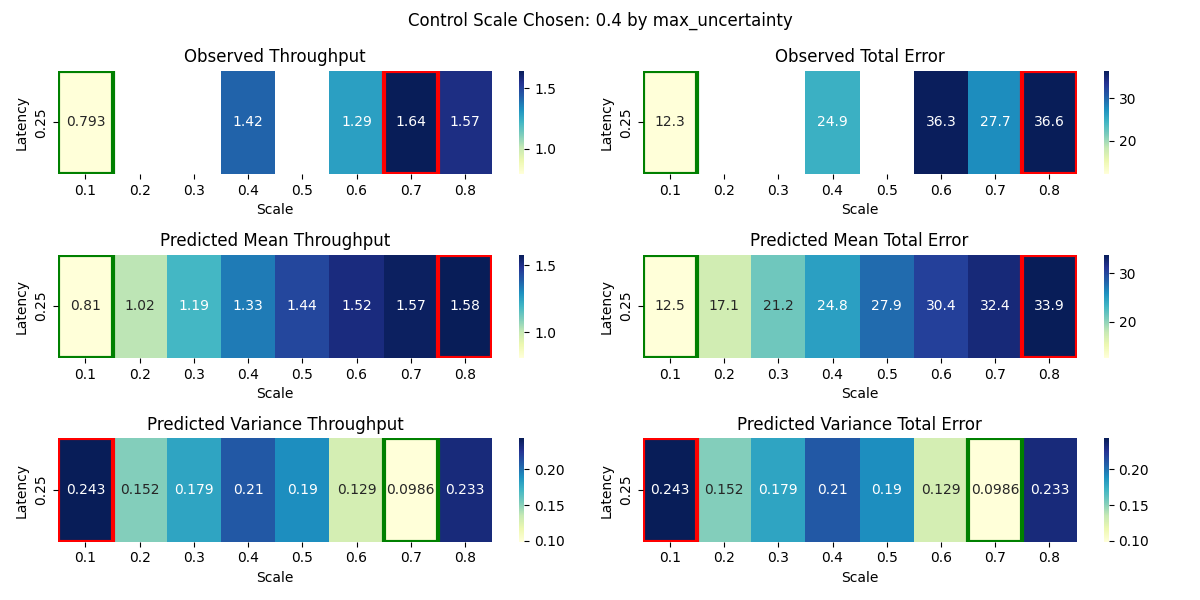 Control Scale Chosen: 0.4 by max_uncertainty
Observed Throughput
Latency
0.25
0.793
1.42
1.29
1.64
1.57
0.1 0.2 0.3 0.4 0.5 0.6 0.7 0.8
Scale
1.5
1.0
Observed Total Error
Latency
0.25
12.3
24.9
36.3
27.7
36.6
0.1 0.2 0.3 0.4 0.5 0.6 0.7 0.8
Scale
30
20
Predicted Mean Throughput
Latency
0.25
0.81 1.02 1.19 1.33 1.44 1.52 1.57 1.58
0.1 0.2 0.3 0.4 0.5 0.6 0.7 0.8
Scale
1.5
1.0
Predicted Mean Total Error
Latency
0.25
12.5 17.1 21.2 24.8 27.9 30.4 32.4 33.9
0.1 0.2 0.3 0.4 0.5 0.6 0.7 0.8
Scale
30
20
Predicted Variance Throughput
Latency
0.25
0.243 0.152 0.179 0.21 0.19 0.129 0.0986 0.233
0.1 0.2 0.3 0.4 0.5 0.6 0.7 0.8
Scale
0.20
0.15
0.10
Predicted Variance Total Error
Latency
0.25
0.243 0.152 0.179 0.21 0.19 0.129 0.0986 0.233
0.1 0.2 0.3 0.4 0.5 0.6 0.7 0.8
Scale
0.20
0.15
0.10